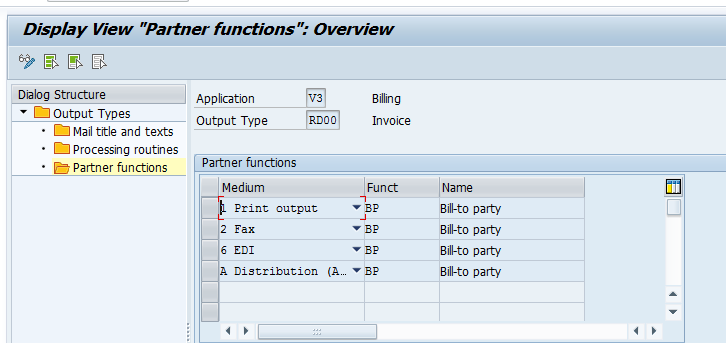 Display View "Partner functions": Overview
Dialog Structure
Output Types
Mail title and texts
Processing routines
Partner functions
Application V3 Billing
Output Type RD00 Invoice
Partner functions
Medium Funct Name
1 Print output BP Bill-to party
2 Fax BP Bill-to party
6 EDI BP Bill-to party
A Distribution (A… BP Bill-to party